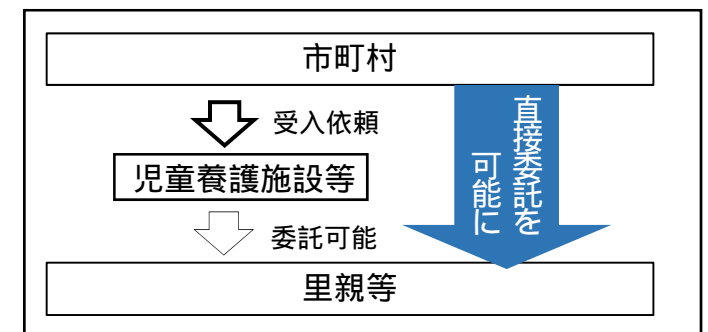 市町村
受入依頼
児童養護施設等
委託可能
直接委託を
可能に
里親等